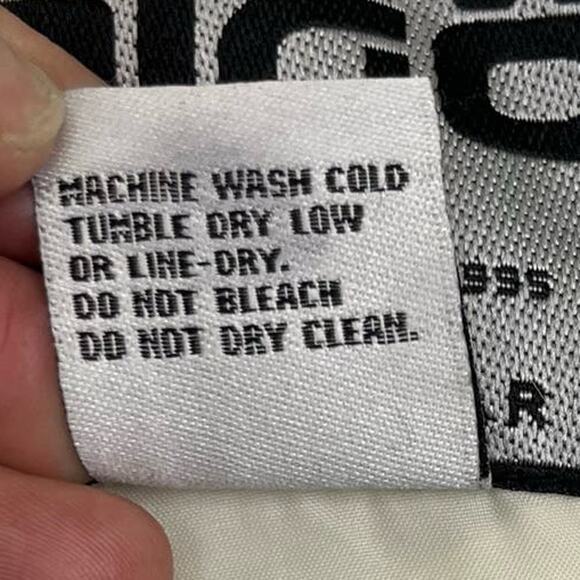 MACHINE WASH COLD
TUMBLE DRY LOW
OR LINE-DRY.
DO NOT BLEACH
DO NOT DRY CLEAN.
R